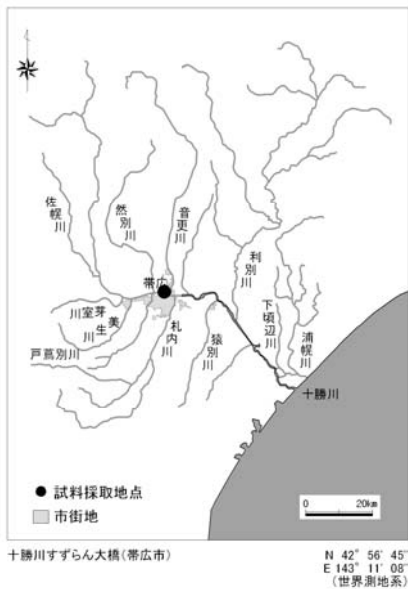 佐幌川
然別川
音更川
利別川
帯広
下頃辺川
浦幌川
芽室川
美生川
戸蔦別川
札内川
猿別川
十勝川
試料採取地点
市街地
0 20km
十勝川すずらん大橋(帯広市)
N 42° 56′ 45″
E 143° 11′ 08″
(世界測地系)